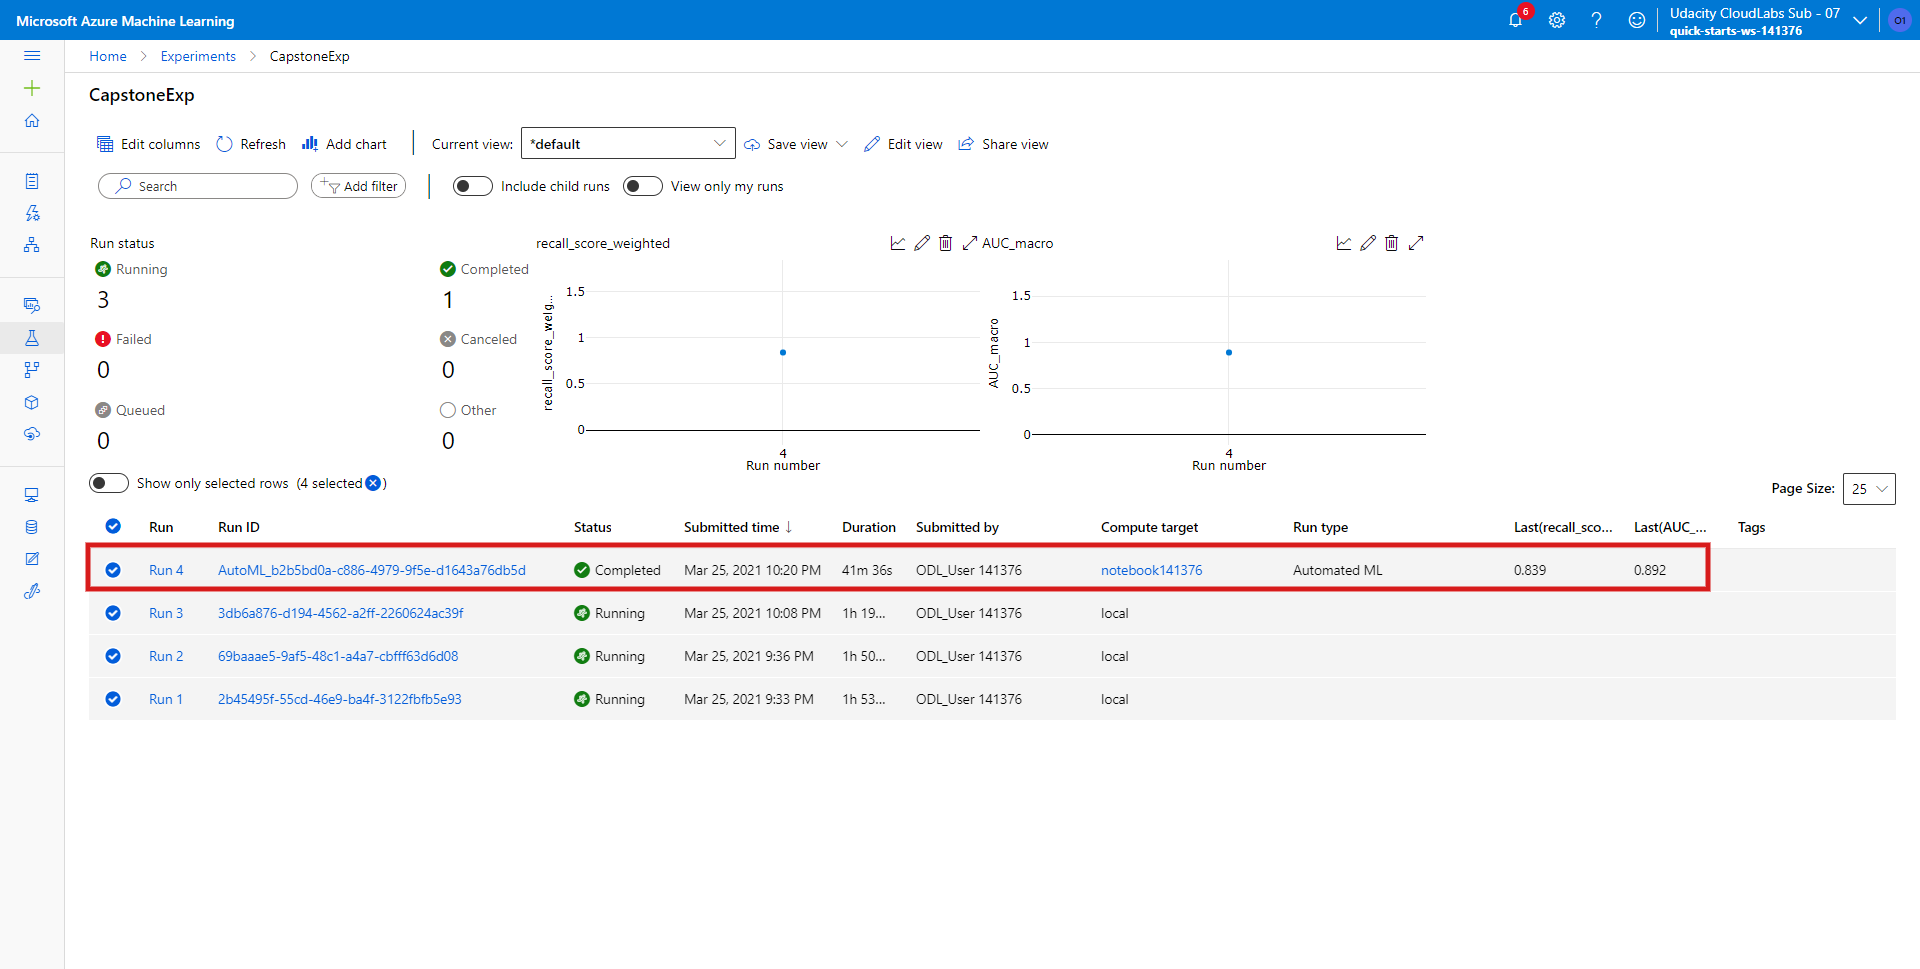 Microsoft Azure Machine Learning
6
Udacity CloudLabs Sub - 07
quick-starts-ws-141376
O1
Home > Experiments > CapstoneExp
CapstoneExp
Edit columns Refresh Add chart Current view: *default Save view Edit view Share view
Search Add filter Include child runs View only my runs
Run status
Running Completed
3 1
Failed Canceled
0 0
Queued Other
0 0
recall_score_weighted
recall_score_welg...
1.5
1
0.5
0
4
Run number
AUC_macro
AUC_macro
1.5
1
0.5
0
4
Run number
Show only selected rows (4 selected )
Page Size: 25
Run Run ID Status Submitted time ↓ Duration Submitted by Compute target Run type Last(recall_sco... Last(AUC_... Tags
Run 4 AutoML_b2b5bd0a-c886-4979-9f5e-d1643a76db5d Completed Mar 25, 2021 10:20 PM 41m 36s ODL_User 141376 notebook141376 Automated ML 0.839 0.892
Run 3 3db6a876-d194-4562-a2ff-2260624ac39f Running Mar 25, 2021 10:08 PM 1h 19... ODL_User 141376 local
Run 2 69baaae5-9af5-48c1-a4a7-cbfff63d6d08 Running Mar 25, 2021 9:36 PM 1h 50... ODL_User 141376 local
Run 1 2b45495f-55cd-46e9-ba4f-3122fbfb5e93 Running Mar 25, 2021 9:33 PM 1h 53... ODL_User 141376 local